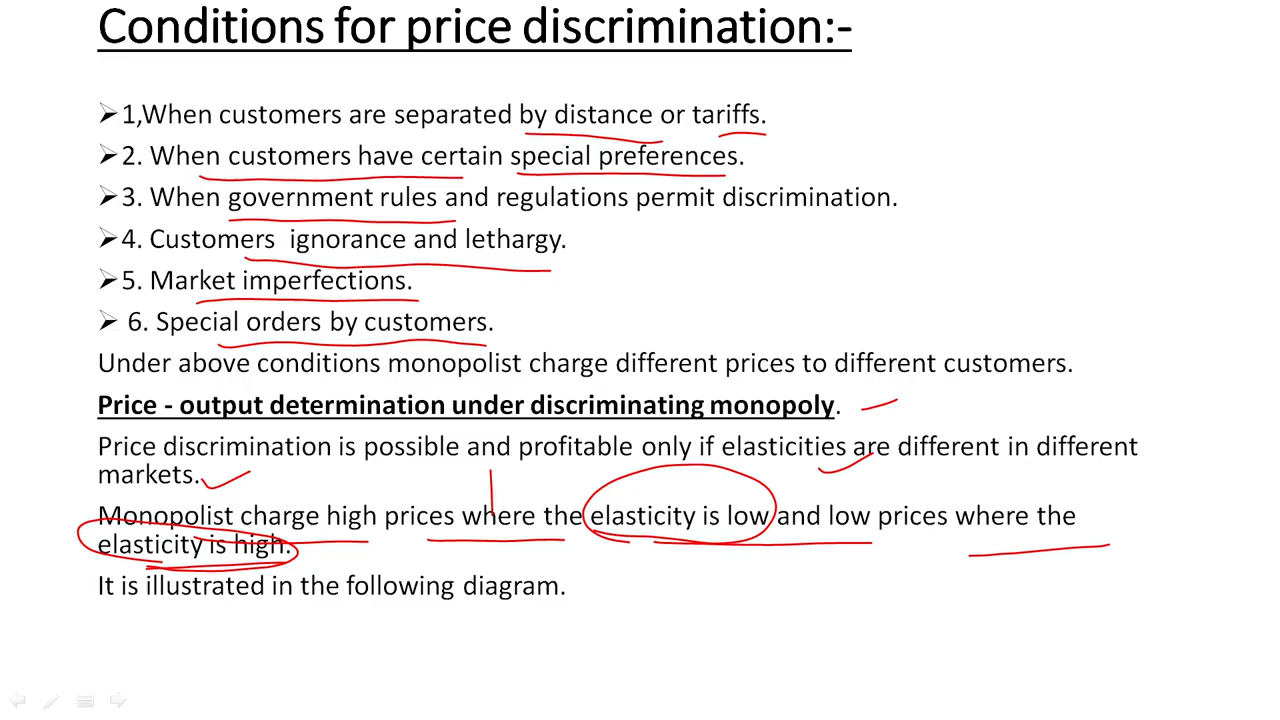 Conditions for price discrimination:-
➢1,When customers are separated by distance or tariffs.
➢2. When customers have certain special preferences.
➢3. When government rules and regulations permit discrimination.
➢4. Customers ignorance and lethargy.
➢5. Market imperfections.
➢ 6. Special orders by customers.
Under above conditions monopolist charge different prices to different customers.
Price - output determination under discriminating monopoly.
Price discrimination is possible and profitable only if elasticities are different in different
markets.
Monopolist charge high prices where the elasticity is low and low prices where the
elasticity is high.
It is illustrated in the following diagram.